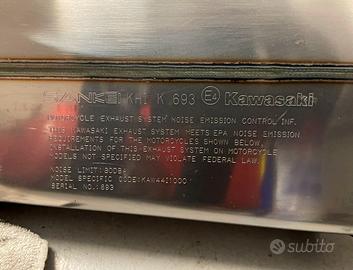 SANKEI KHI K 693 E4 Kawasaki
MOTORCYCLE EXHAUST SYSTEM NOISE EMISSION CONTROL INF.
THIS KAWASAKI EXHAUST SYSTEM MEETS EPA NOISE EMISSION
REQUIREMENTS FOR THE MOTORCYCLES SHOWN BELOW.
INSTALLATION OF THIS EXHAUST SYSTEM ON MOTORCYCLE
MODELS NOT SPECIFIED MAY VIOLATE FEDERAL LAW.
NOISE LIMIT:80DB
MODEL SPECIFIC CODE:KAW4421000
SERIAL NO.:693
subito